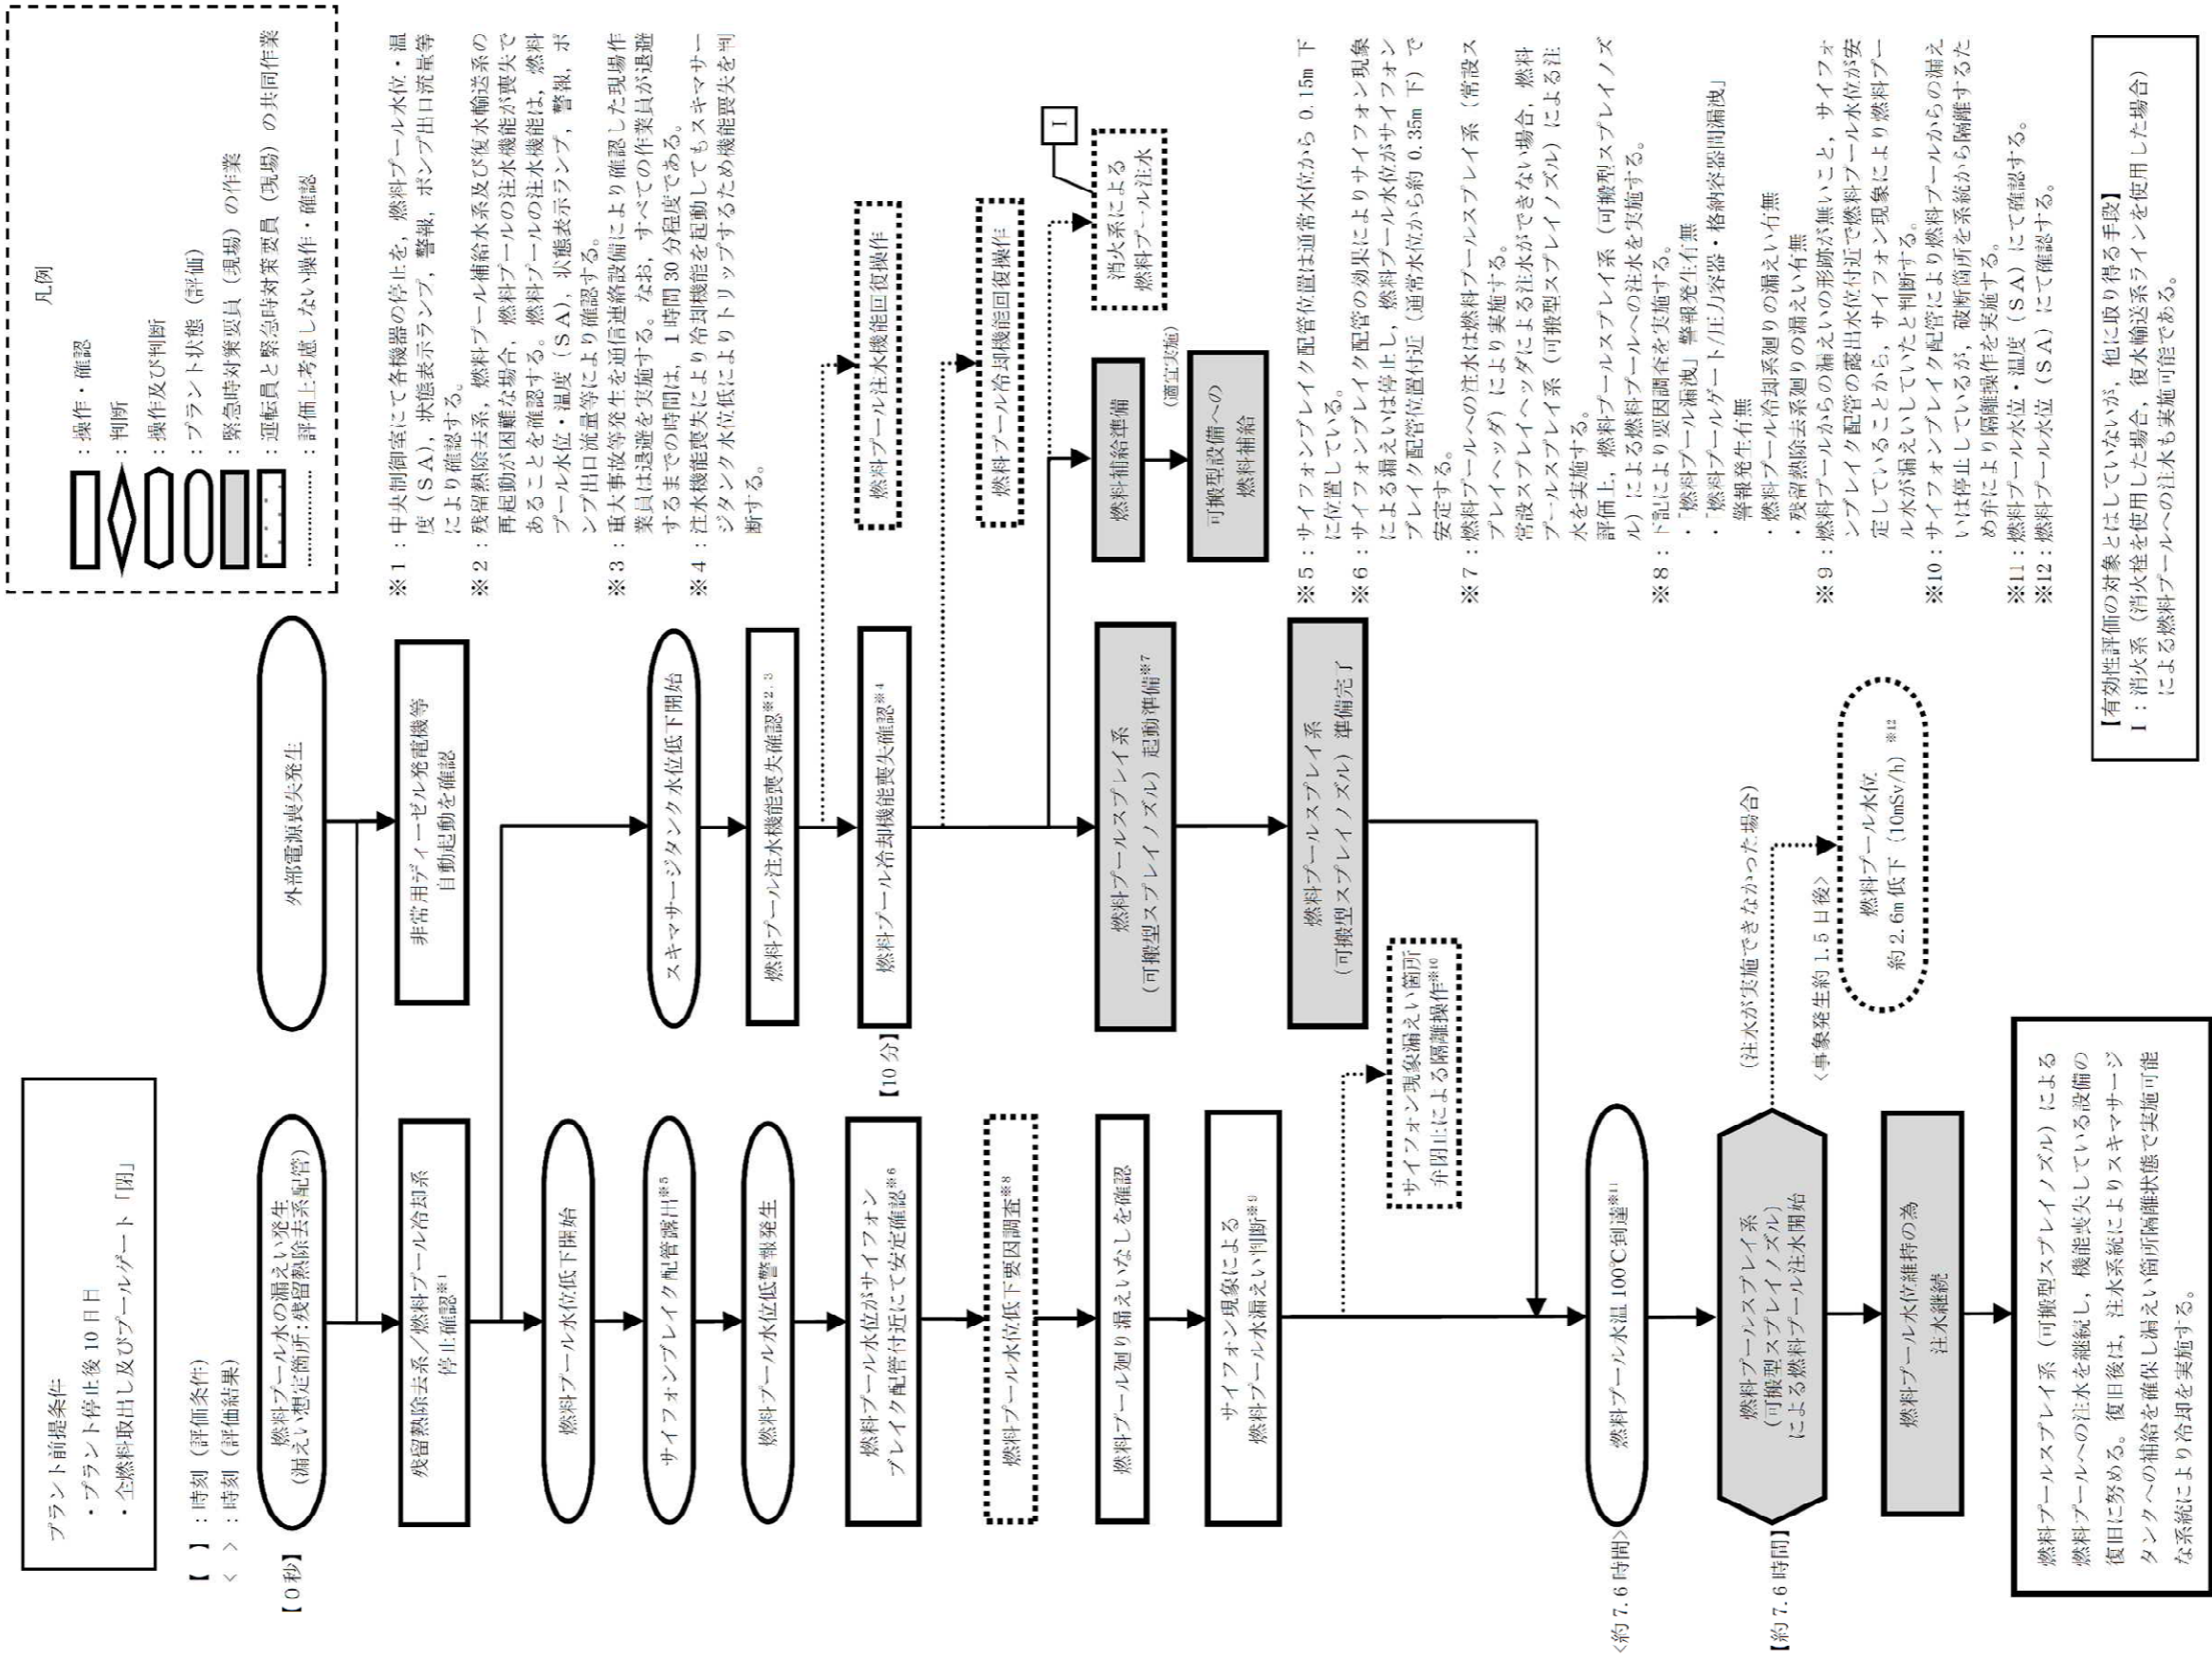 プラント前提条件
・プラント停止後 10 日目
・全燃料取出し及びプールゲート「閉」
【 】：時刻（評価条件）
＜ ＞：時刻（評価結果）
【0 秒】
燃料プール水の漏えい発生
（漏えい想定箇所:残留熱除去系配管）
外部電源喪失発生
残留熱除去系／燃料プール冷却系
停止確認※1
非常用ディーゼル発電機等
自動起動を確認
燃料プール水位低下開始
サイフォンブレイク配管露出※5
燃料プール水位低警報発生
燃料プール水位がサイフォン
ブレイク配管付近にて安定確認※6
燃料プール水位低下要因調査※8
燃料プール廻り漏えいなしを確認
サイフォン現象による
燃料プール水漏えい判断※9
サイフォン現象漏えい箇所
弁閉止による隔離操作※10
スキマサージタンク水位低下開始
燃料プール注水機能喪失確認※2,3
燃料プール冷却機能喪失確認※4
【10 分】
燃料プール注水機能回復操作
燃料プール冷却機能回復操作
燃料プールスプレイ系
（可搬型スプレイノズル）起動準備※7
燃料プールスプレイ系
（可搬型スプレイノズル）準備完了
燃料補給準備
（適宜実施）
可搬型設備への
燃料補給
消火系による
燃料プール注水
I
＜約 7.6 時間＞
燃料プール水温 100℃到達※11
【約 7.6 時間】
燃料プールスプレイ系
（可搬型スプレイノズル）
による燃料プール注水開始
（注水が実施できなかった場合）
＜事象発生約 1.5 日後＞
燃料プール水位
約 2.6m 低下（10mSv/h）※12
燃料プール水位維持の為
注水継続
燃料プールスプレイ系（可搬型スプレイノズル）による
燃料プールへの注水を継続し，機能喪失している設備の
復旧に努める。復旧後は，注水系統によりスキマサージ
タンクへの補給を確保し漏えい箇所隔離状態で実施可能
な系統により冷却を実施する。
凡例
：操作・確認
：判断
：操作及び判断
：プラント状態（評価）
：緊急時対策要員（現場）の作業
：運転員と緊急時対策要員（現場）の共同作業
：評価上考慮しない操作・確認
※1：中央制御室にて各機器の停止を，燃料プール水位・温
度（ＳＡ），状態表示ランプ，警報，ポンプ出口流量等
により確認する。
※2：残留熱除去系，燃料プール補給水系及び復水輸送系の
再起動が困難な場合，燃料プールの注水機能が喪失で
あることを確認する。燃料プールの注水機能は，燃料
プール水位・温度（ＳＡ），状態表示ランプ，警報，ポ
ンプ出口流量等により確認する。
※3：重大事故等発生を通信連絡設備により確認した現場作
業員は退避を実施する。なお，すべての作業員が退避
するまでの時間は，1 時間 30 分程度である。
※4：注水機能喪失により冷却機能を起動してもスキマサー
ジタンク水位低によりトリップするため機能喪失を判
断する。
※5：サイフォンブレイク配管位置は通常水位から 0.15m 下
に位置している。
※6：サイフォンブレイク配管の効果によりサイフォン現象
による漏えいは停止し，燃料プール水位がサイフォン
ブレイク配管位置付近（通常水位から約 0.35m 下）で
安定する。
※7：燃料プールへの注水は燃料プールスプレイ系（常設ス
プレイヘッダ）により実施する。
常設スプレイヘッダによる注水ができない場合，燃料
プールスプレイ系（可搬型スプレイノズル）による注
水を実施する。
評価上，燃料プールスプレイ系（可搬型スプレイノズ
ル）による燃料プールへの注水を実施する。
※8：下記により要因調査を実施する。
・「燃料プール漏洩」警報発生有無
・「燃料プールゲート/圧力容器・格納容器間漏洩」
警報発生有無
・燃料プール冷却系廻りの漏えい有無
・残留熱除去系廻りの漏えい有無
※9：燃料プールからの漏えいの形跡が無いこと，サイフォ
ンブレイク配管の露出水位付近で燃料プール水位が安
定していることから，サイフォン現象により燃料プー
ル水が漏えいしていたと判断する。
※10：サイフォンブレイク配管により燃料プールからの漏え
いは停止しているが，破断箇所を系統から隔離するた
め弁により隔離操作を実施する。
※11：燃料プール水位・温度（ＳＡ）にて確認する。
※12：燃料プール水位（ＳＡ）にて確認する。
【有効性評価の対象とはしていないが，他に取り得る手段】
I：消火系（消火栓を使用した場合，復水輸送系ラインを使用した場合）
による燃料プールへの注水も実施可能である。